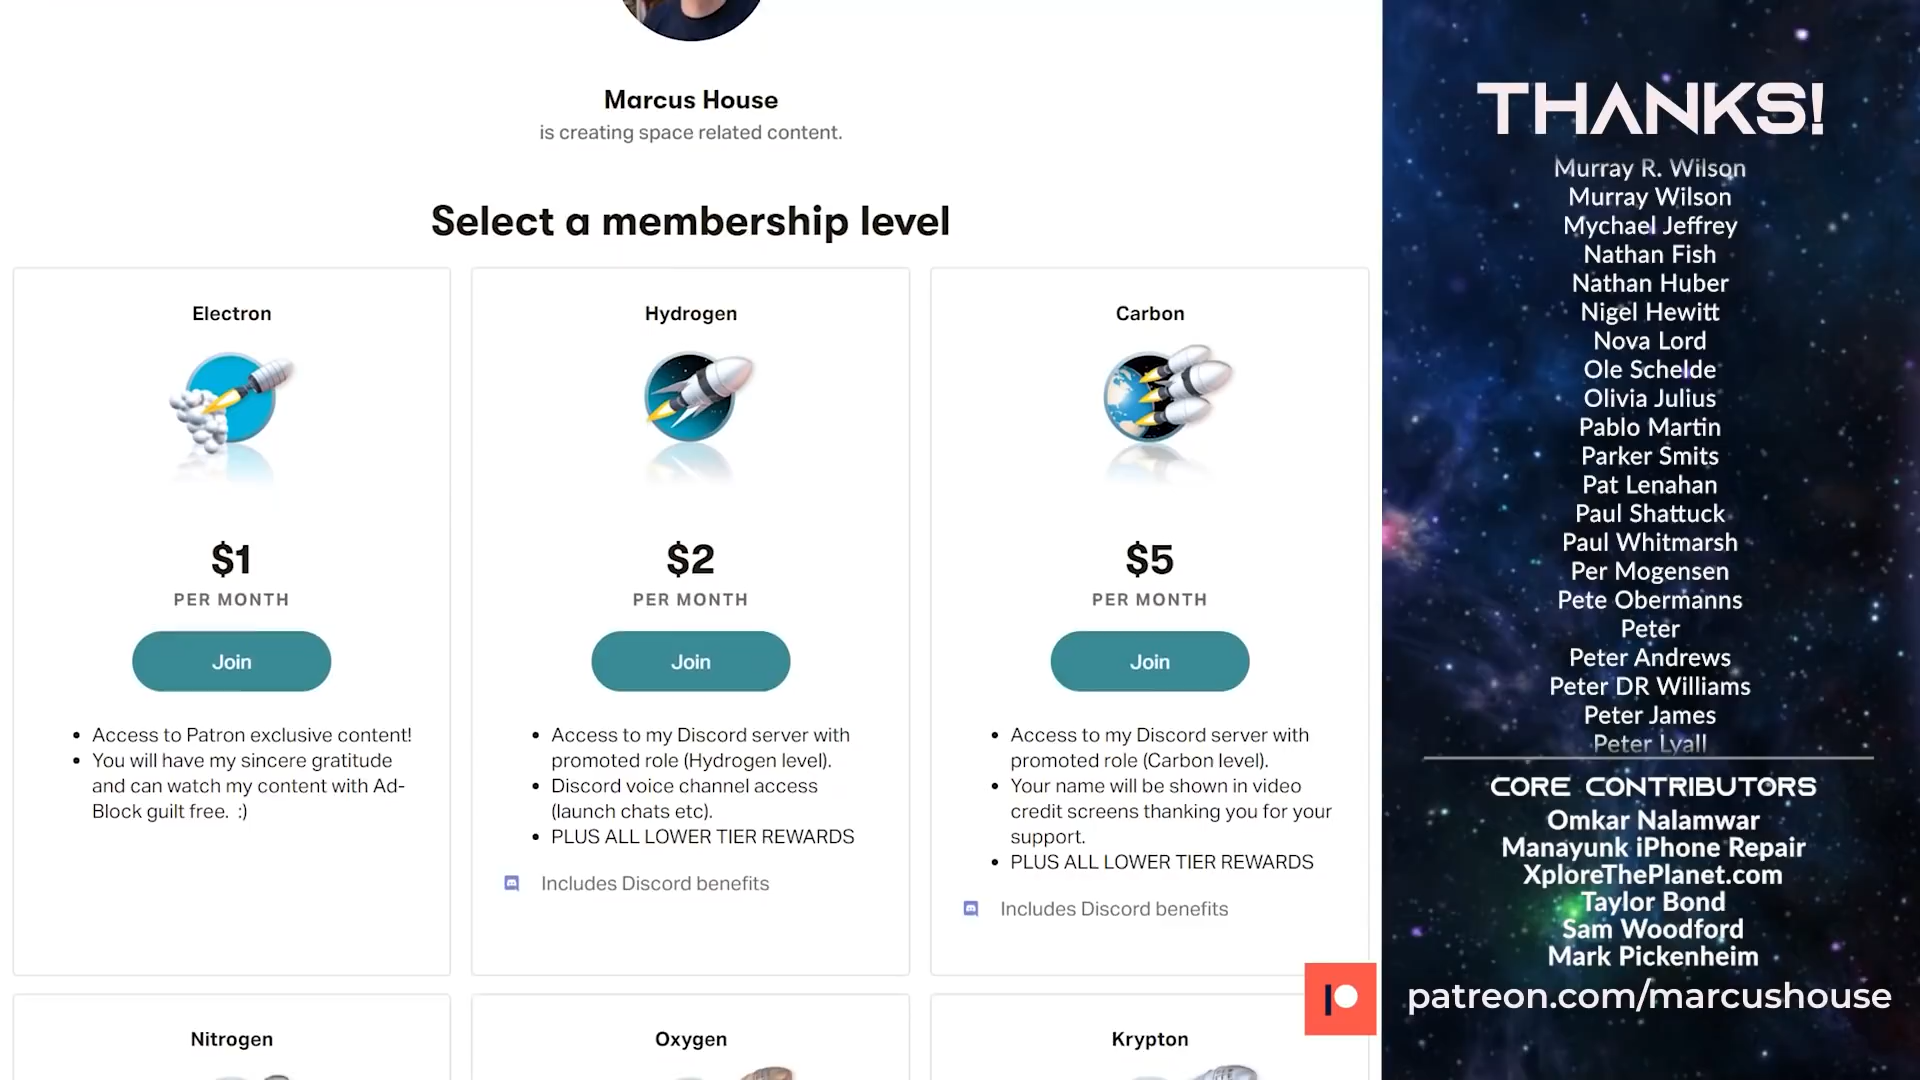 Marcus House
is creating space related content.
Select a membership level
Electron
$1
PER MONTH
Join
• Access to Patron exclusive content!
• You will have my sincere gratitude
and can watch my content with Ad-
Block guilt free. :)
Hydrogen
$2
PER MONTH
Join
• Access to my Discord server with
promoted role (Hydrogen level).
• Discord voice channel access
(launch chats etc).
• PLUS ALL LOWER TIER REWARDS
Includes Discord benefits
Carbon
$5
PER MONTH
Join
• Access to my Discord server with
promoted role (Carbon level).
• Your name will be shown in video
credit screens thanking you for your
support.
• PLUS ALL LOWER TIER REWARDS
Includes Discord benefits
Nitrogen
Oxygen
Krypton
THANKS!
Murray R. Wilson
Murray Wilson
Mychael Jeffrey
Nathan Fish
Nathan Huber
Nigel Hewitt
Nova Lord
Ole Schelde
Olivia Julius
Pablo Martin
Parker Smits
Pat Lenahan
Paul Shattuck
Paul Whitmarsh
Per Mogensen
Pete Obermanns
Peter
Peter Andrews
Peter DR Williams
Peter James
Peter Lyall
CORE CONTRIBUTORS
Omkar Nalamwar
Manayunk iPhone Repair
XploreThePlanet.com
Taylor Bond
Sam Woodford
Mark Pickenheim
patreon.com/marcushouse